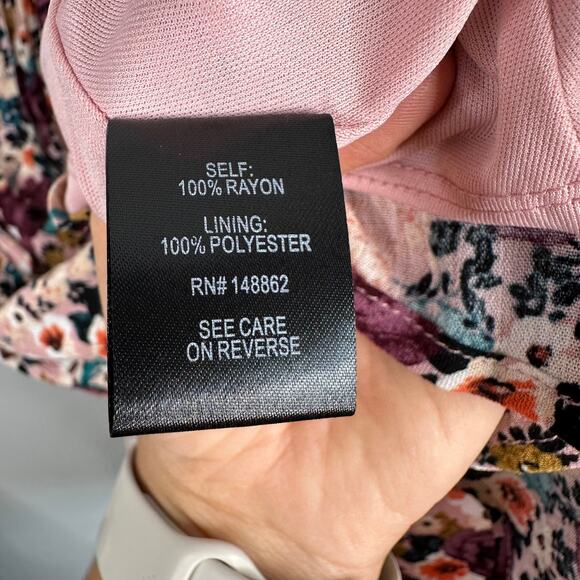 SELF:
100% RAYON
LINING:
100% POLYESTER
RN# 148862
SEE CARE
ON REVERSE